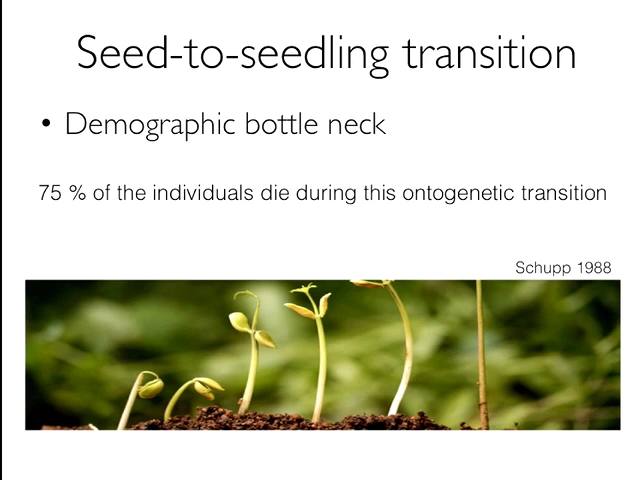 Seed-to-seedling transition
• Demographic bottle neck
75 % of the individuals die during this ontogenetic transition
Schupp 1988